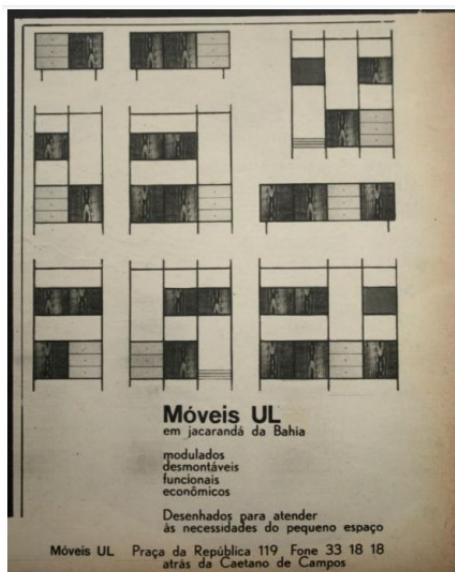 Móveis UL
em jacarandá da Bahia
modulados
desmontáveis
funcionais
econômicos
Desenhados para atender
às necessidades do pequeno espaço
Móveis UL Praça da República 119 Fone 33 18 18
atrás da Caetano de Campos